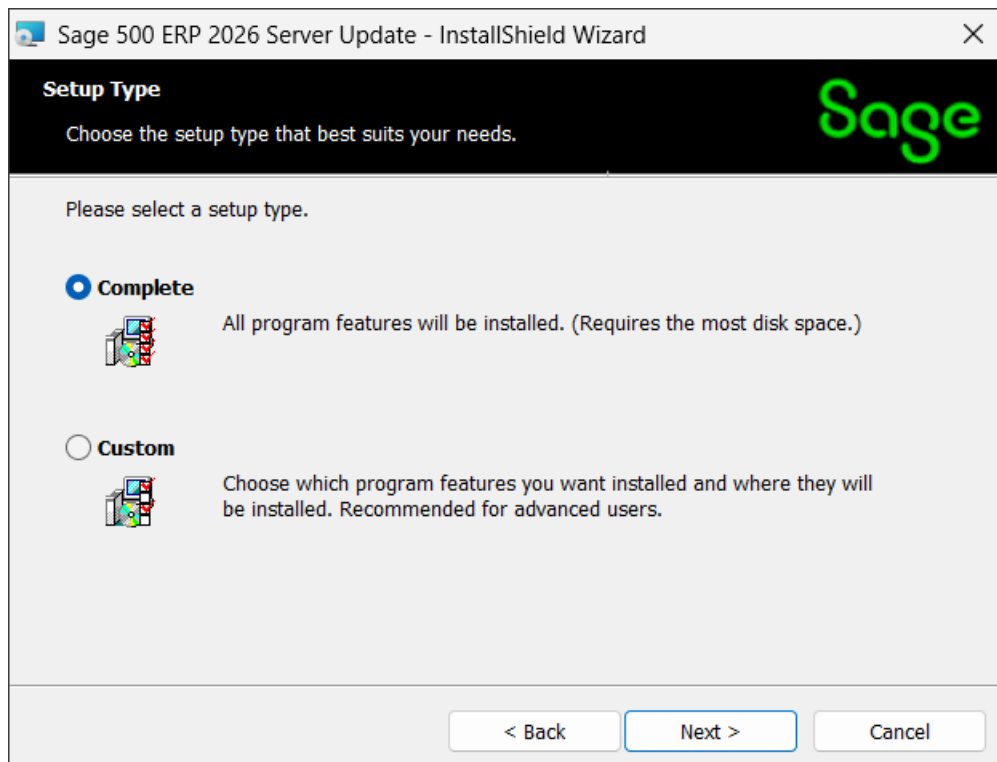 Sage 500 ERP 2026 Server Update - InstallShield Wizard
Setup Type
Choose the setup type that best suits your needs.
Sage
Please select a setup type.
Complete
All program features will be installed. (Requires the most disk space.)
Custom
Choose which program features you want installed and where they will
be installed. Recommended for advanced users.
< Back
Next >
Cancel